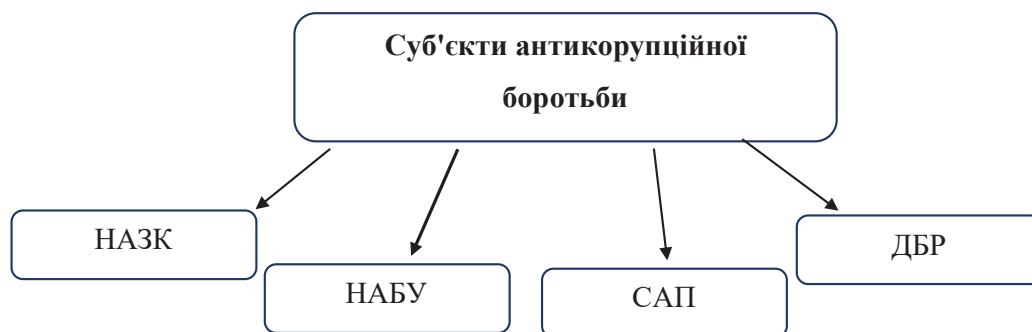 Суб'єкти антикорупційної
боротьби
НАЗК
НАБУ
САП
ДБР